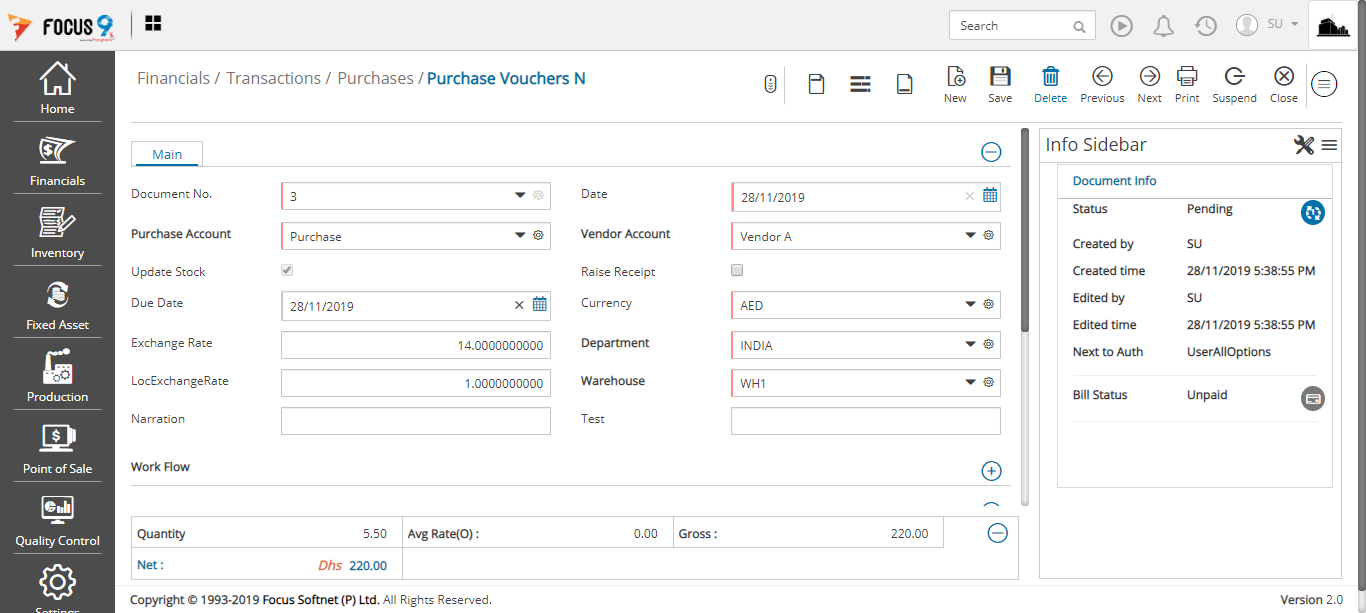 FOCUS 9
Search
SU
Home
Financials
Inventory
Fixed Asset
Production
Point of Sale
Quality Control
Settings
Financials / Transactions / Purchases / Purchase Vouchers N
New Save Delete Previous Next Print Suspend Close
Main
Document No. 3 Date 28/11/2019
Purchase Account Purchase Vendor Account Vendor A
Update Stock Raise Receipt
Due Date 28/11/2019 Currency AED
Exchange Rate 14.0000000000 Department INDIA
LocExchangeRate 1.0000000000 Warehouse WH1
Narration Test
Work Flow
Quantity 5.50 Avg Rate(O) : 0.00 Gross : 220.00
Net : Dhs 220.00
Info Sidebar
Document Info
Status Pending
Created by SU
Created time 28/11/2019 5:38:55 PM
Edited by SU
Edited time 28/11/2019 5:38:55 PM
Next to Auth UserAllOptions
Bill Status Unpaid
Copyright © 1993-2019 Focus Softnet (P) Ltd. All Rights Reserved.
Version 2.0